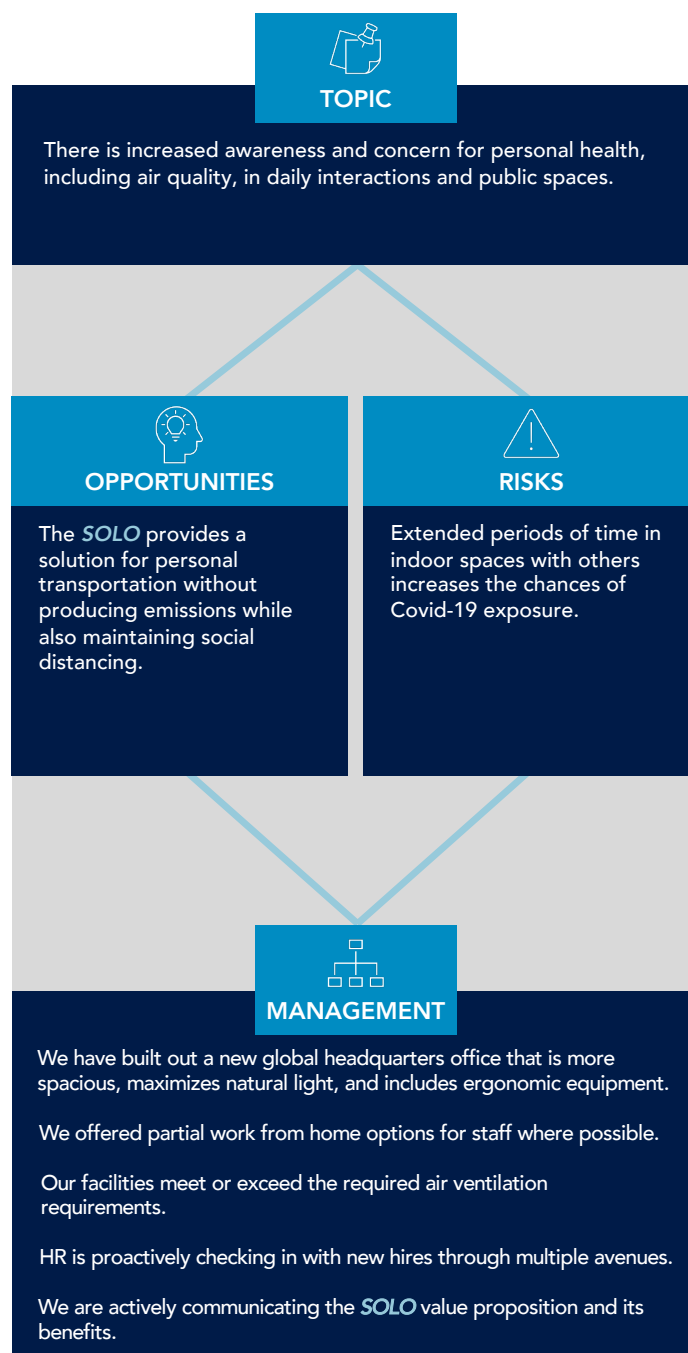 TOPIC
There is increased awareness and concern for personal health,
including air quality, in daily interactions and public spaces.
OPPORTUNITIES
The SOLO provides a
solution for personal
transportation without
producing emissions while
also maintaining social
distancing.
RISKS
Extended periods of time in
indoor spaces with others
increases the chances of
Covid-19 exposure.
MANAGEMENT
We have built out a new global headquarters office that is more
spacious, maximizes natural light, and includes ergonomic equipment.
We offered partial work from home options for staff where possible.
Our facilities meet or exceed the required air ventilation
requirements.
HR is proactively checking in with new hires through multiple avenues.
We are actively communicating the SOLO value proposition and its
benefits.